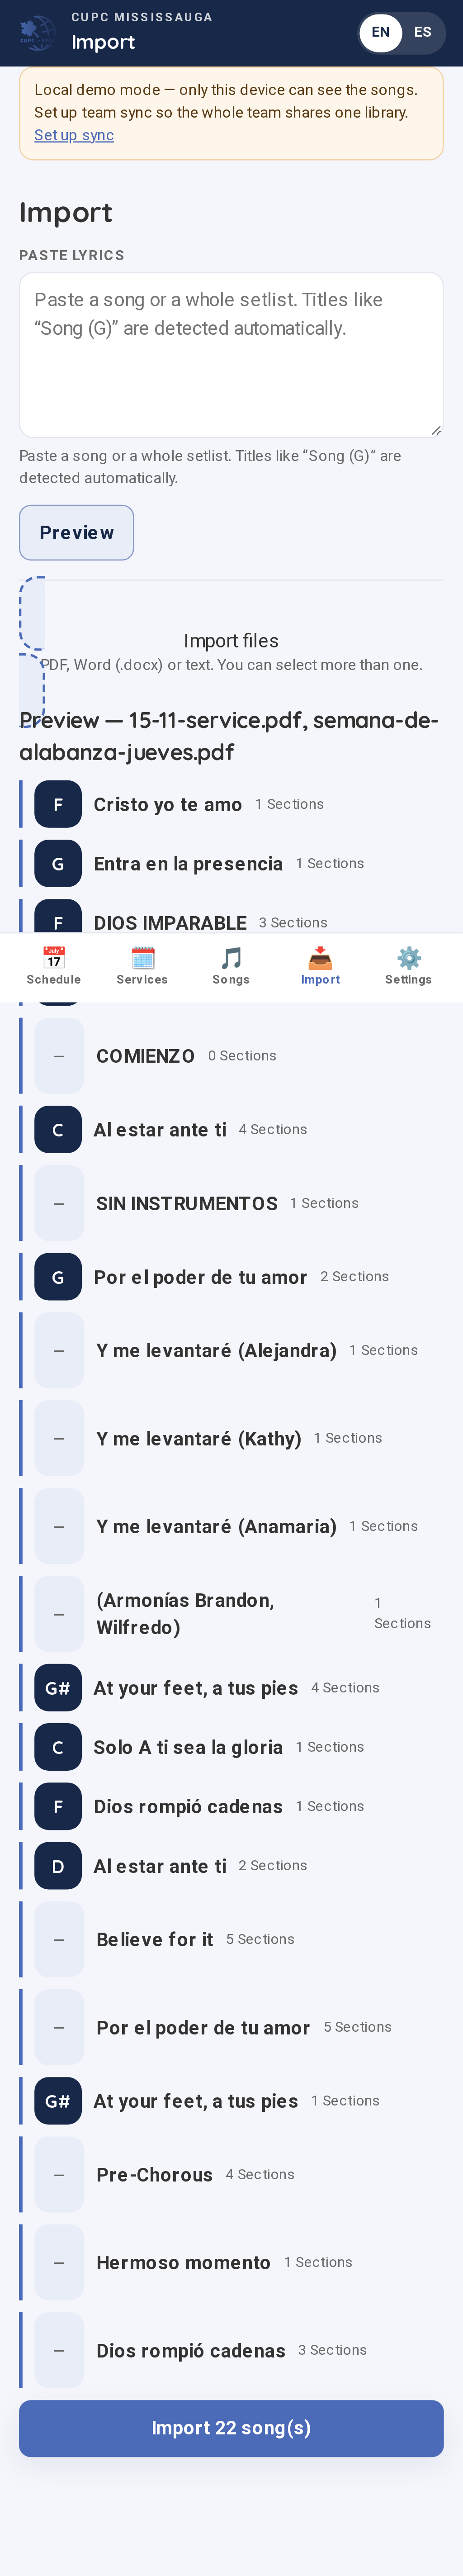 CUPC MISSISSAUGA
Import
EN
ES
Local demo mode — only this device can see the songs.
Set up team sync so the whole team shares one library.
Set up sync
Import
PASTE LYRICS
Paste a song or a whole setlist. Titles like
“Song (G)” are detected automatically.
Paste a song or a whole setlist. Titles like “Song (G)” are
detected automatically.
Preview
Import files
PDF, Word (.docx) or text. You can select more than one.
Preview — 15-11-service.pdf, semana-de-
alabanza-jueves.pdf
F Cristo yo te amo 1 Sections
G Entra en la presencia 1 Sections
F DIOS IMPARABLE 3 Sections
Schedule
Services
Songs
Import
Settings
— COMIENZO 0 Sections
C Al estar ante ti 4 Sections
— SIN INSTRUMENTOS 1 Sections
G Por el poder de tu amor 2 Sections
— Y me levantaré (Alejandra) 1 Sections
— Y me levantaré (Kathy) 1 Sections
— Y me levantaré (Anamaria) 1 Sections
— (Armonías Brandon,
Wilfredo)
1
Sections
G# At your feet, a tus pies 4 Sections
C Solo A ti sea la gloria 1 Sections
F Dios rompió cadenas 1 Sections
D Al estar ante ti 2 Sections
— Believe for it 5 Sections
— Por el poder de tu amor 5 Sections
G# At your feet, a tus pies 1 Sections
— Pre-Chorous 4 Sections
— Hermoso momento 1 Sections
— Dios rompió cadenas 3 Sections
Import 22 song(s)